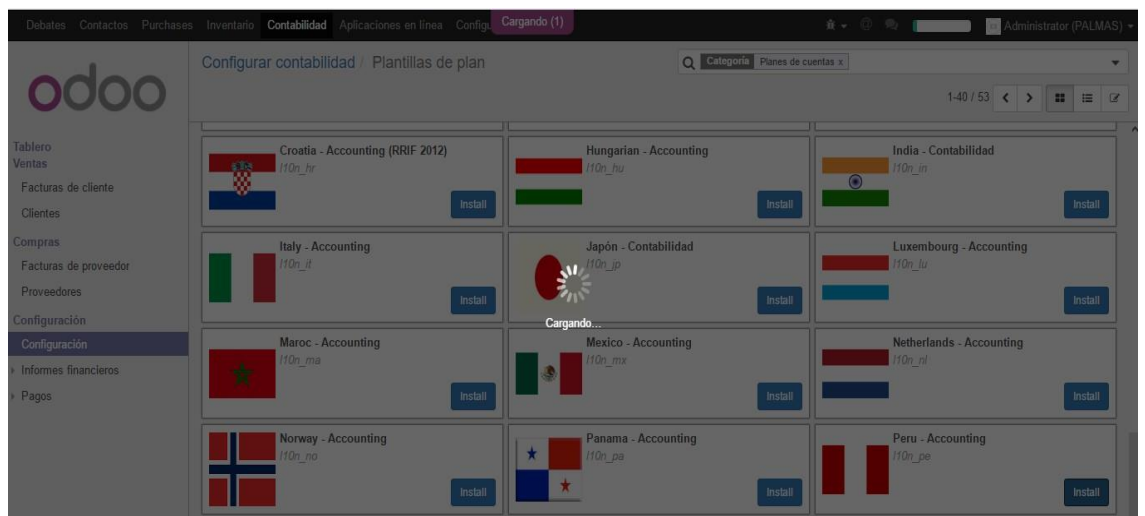 Debates Contactos Purchases Inventario Contabilidad Aplicaciones en línea Configu Cargando (1) Administrator (PALMAS)
odoo
Configurar contabilidad / Plantillas de plan
Categoría Planes de cuentas x
1-40 / 53
Tablero
Ventas
Facturas de cliente
Clientes
Compras
Facturas de proveedor
Proveedores
Configuración
Configuración
Informes financieros
Pagos
Croatia - Accounting (RRIF 2012)
l10n_hr
Install
Hungarian - Accounting
l10n_hu
Install
India - Contabilidad
l10n_in
Install
Italy - Accounting
l10n_it
Install
Japón - Contabilidad
l10n_jp
Install
Luxembourg - Accounting
l10n_lu
Install
Cargando...
Maroc - Accounting
l10n_ma
Install
Mexico - Accounting
l10n_mx
Install
Netherlands - Accounting
l10n_nl
Install
Norway - Accounting
l10n_no
Install
Panama - Accounting
l10n_pa
Install
Peru - Accounting
l10n_pe
Install